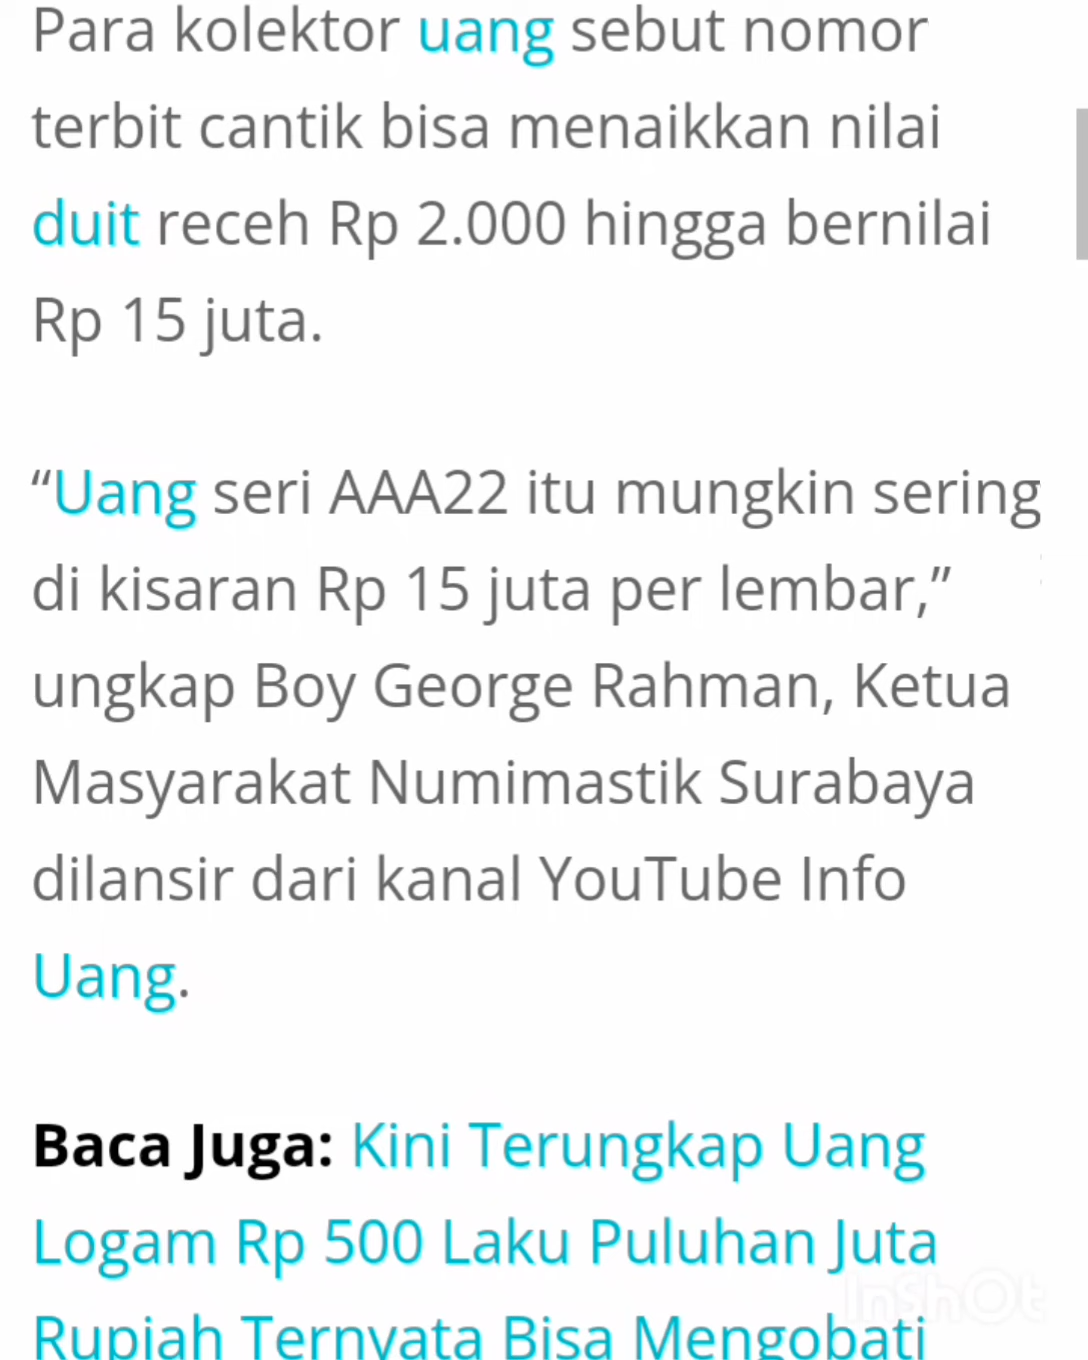 Para kolektor uang sebut nomor
terbit cantik bisa menaikkan nilai
duit receh Rp 2.000 hingga bernilai
Rp 15 juta.
“Uang seri AAA22 itu mungkin sering
di kisaran Rp 15 juta per lembar,”
ungkap Boy George Rahman, Ketua
Masyarakat Numimastik Surabaya
dilansir dari kanal YouTube Info
Uang.
Baca Juga: Kini Terungkap Uang
Logam Rp 500 Laku Puluhan Juta
Rupiah Ternyata Bisa Mengobati
InShOt